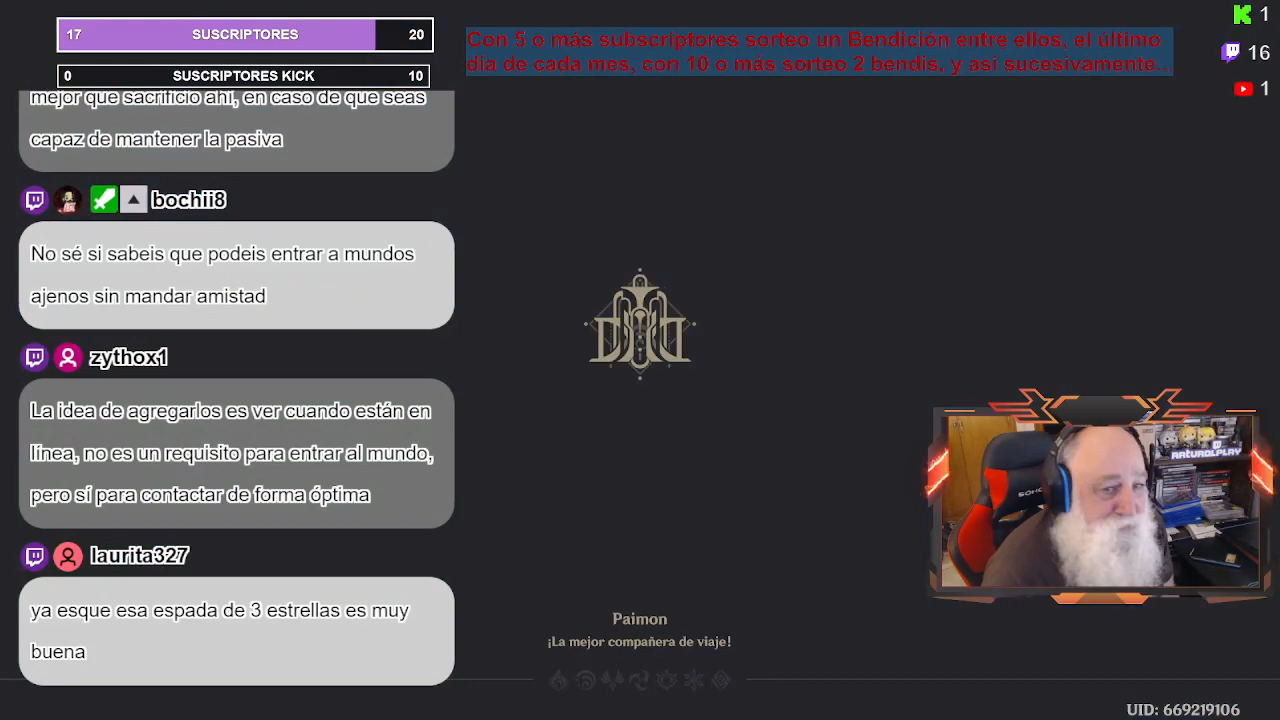 17 SUSCRIPTORES 20
0 SUSCRIPTORES KICK 10
Con 5 o más subscriptores sorteo un Bendición entre ellos, el último
dia de cada mes, con 10 o más sorteo 2 bendis, y asi sucesivamente...
1
16
1
mejor que sacrificio ahí, en caso de que seas
capaz de mantener la pasiva
bochii8
No sé si sabeis que podeis entrar a mundos
ajenos sin mandar amistad
zythox1
La idea de agregarlos es ver cuando están en
línea, no es un requisito para entrar al mundo,
pero sí para contactar de forma óptima
laurita327
ya esque esa espada de 3 estrellas es muy
buena
NATURALPLAY
Paimon
¡La mejor compañera de viaje!
UID: 669219106